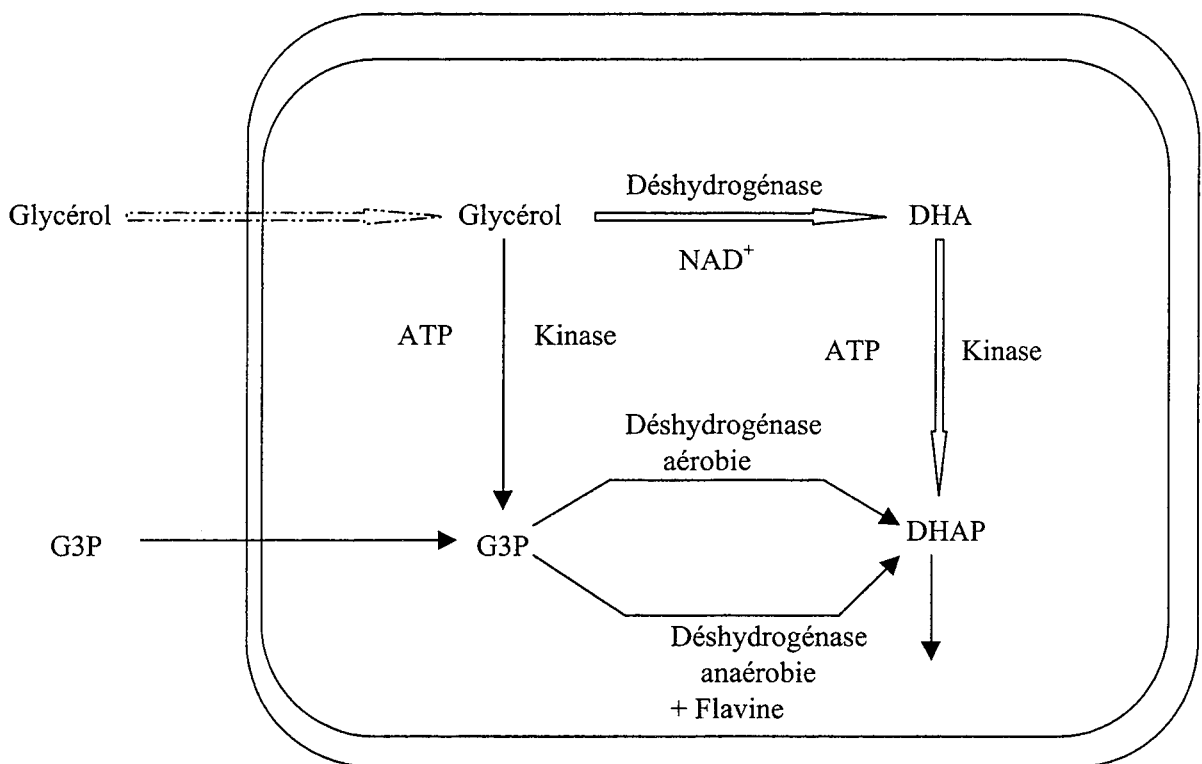 Déshydrogénase
Glycérol
Glycérol
DHA
NAD⁺
ATP
Kinase
ATP
Kinase
Déshydrogénase
aérobie
G3P
G3P
DHAP
Déshydrogénase
anaérobie
+ Flavine